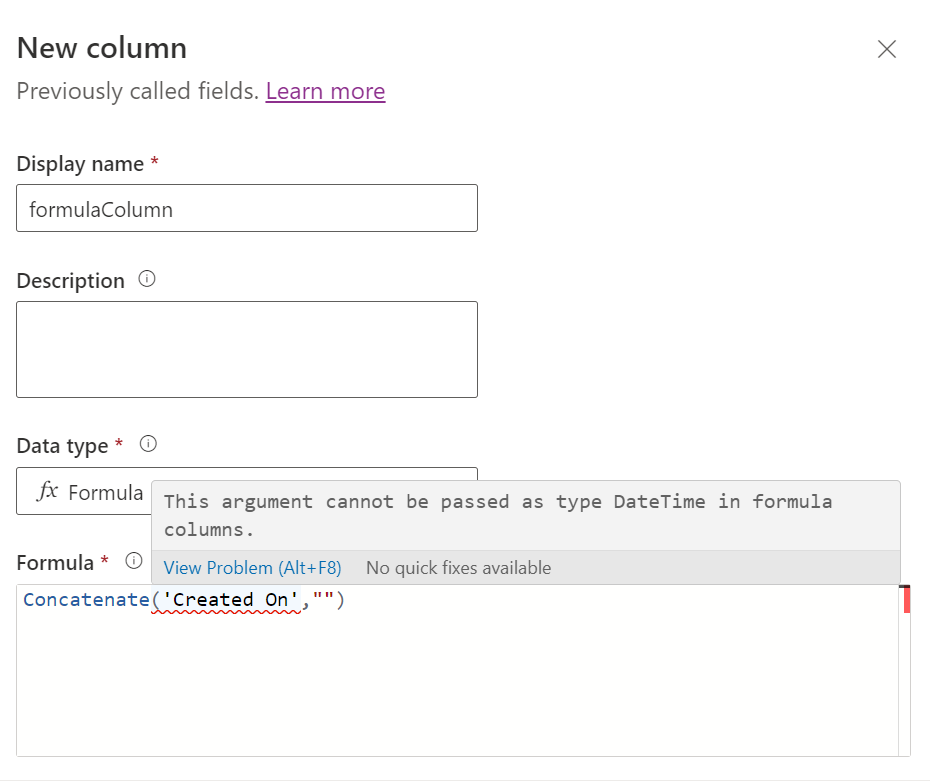 New column
Previously called fields. Learn more
Display name *
formulaColumn
Description
Data type *
fx Formula
This argument cannot be passed as type DateTime in formula
columns.
View Problem (Alt+F8) No quick fixes available
Formula *
Concatenate('Created On',"")